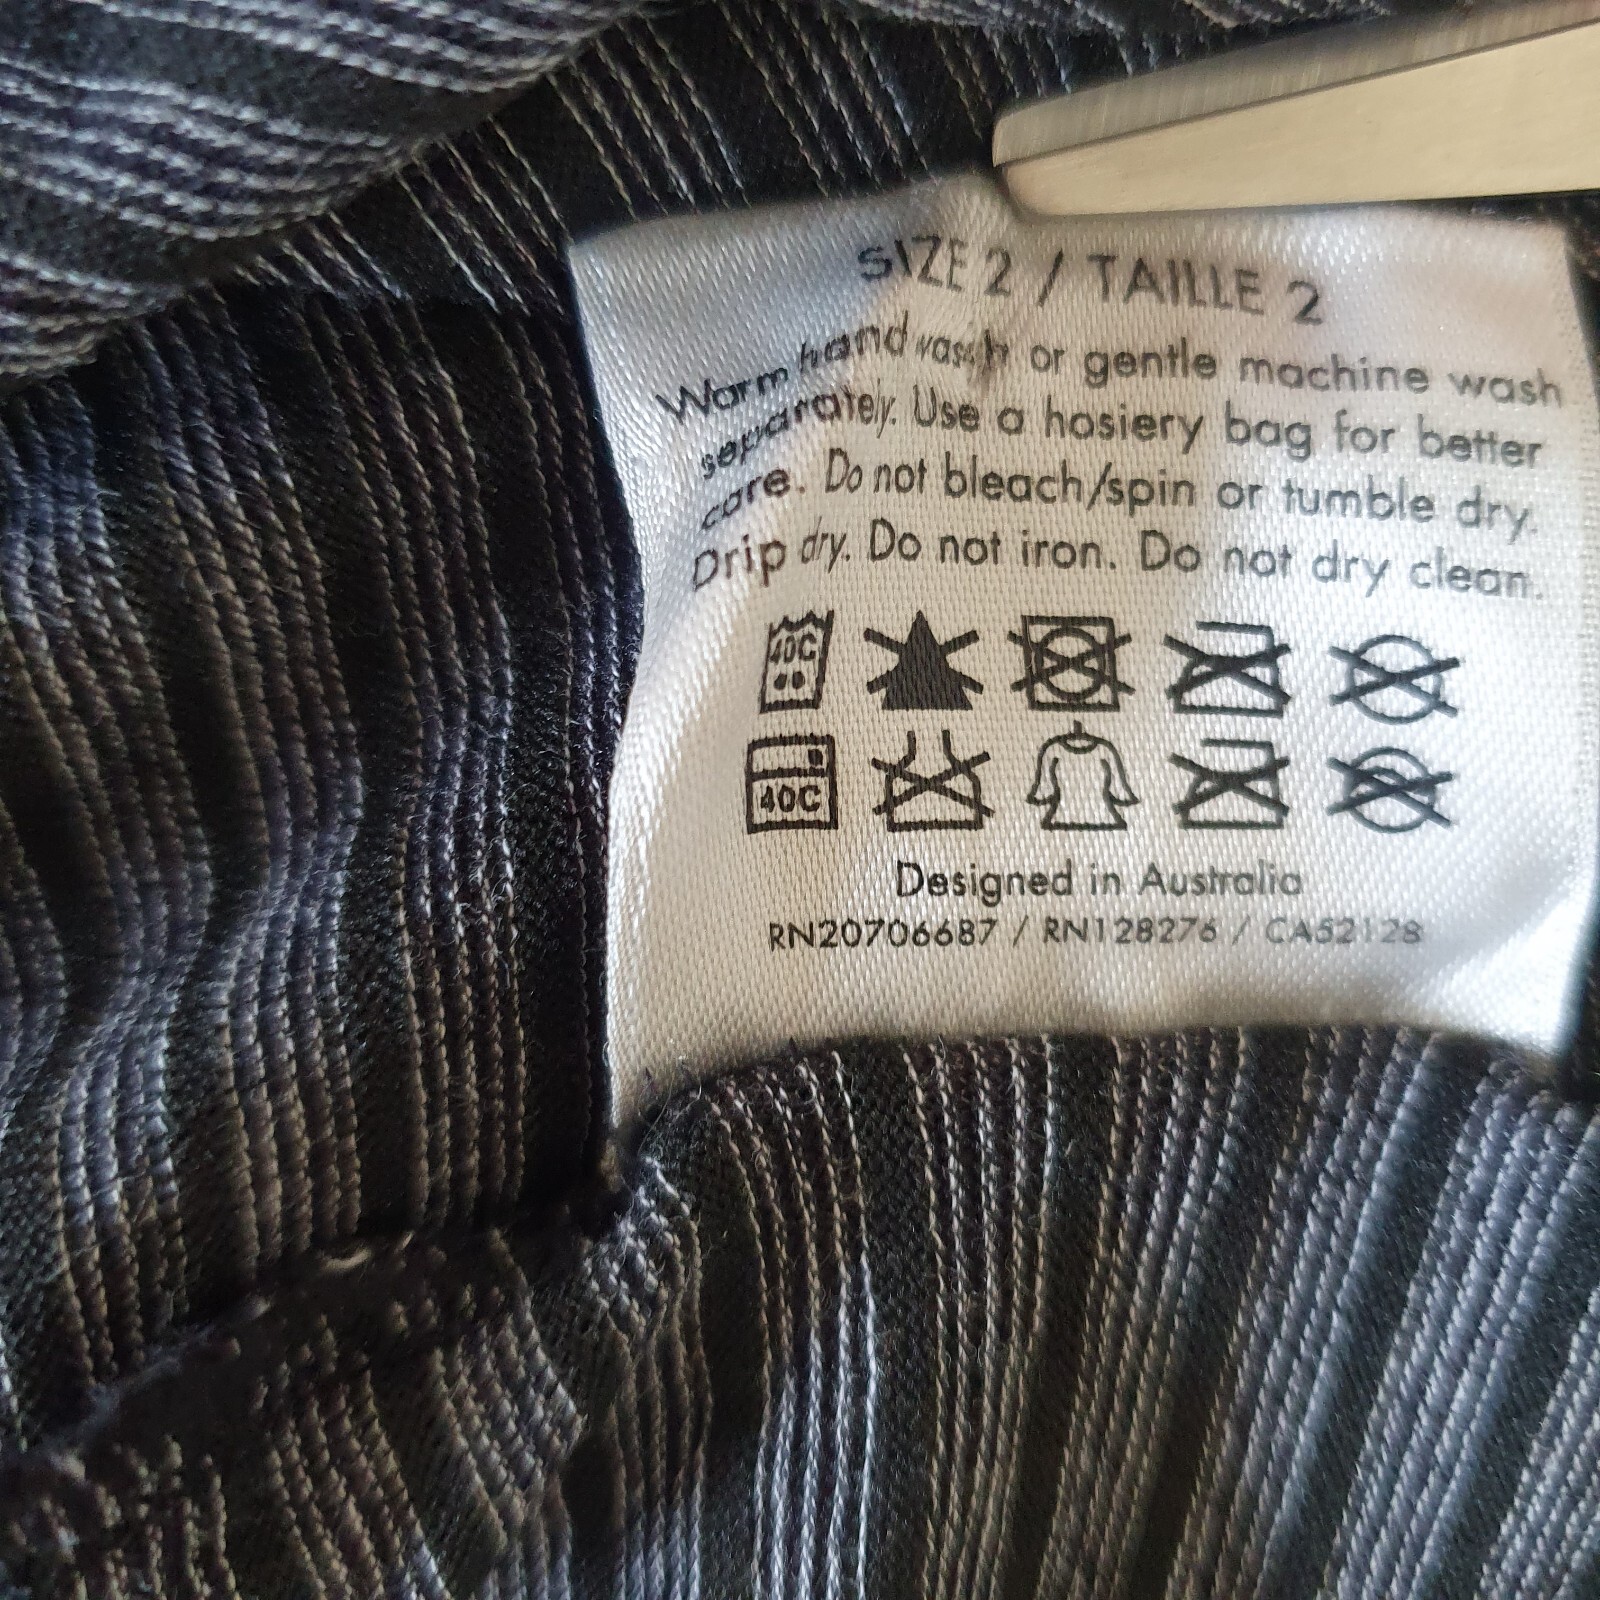 SIZE 2 / TAILLE 2
Warm hand wash or gentle machine wash
separately. Use a hosiery bag for better
care. Do not bleach/spin or tumble dry.
Drip dry. Do not iron. Do not dry clean.
40C
40C
Designed in Australia
RN20706687 / RN128276 / CA52128